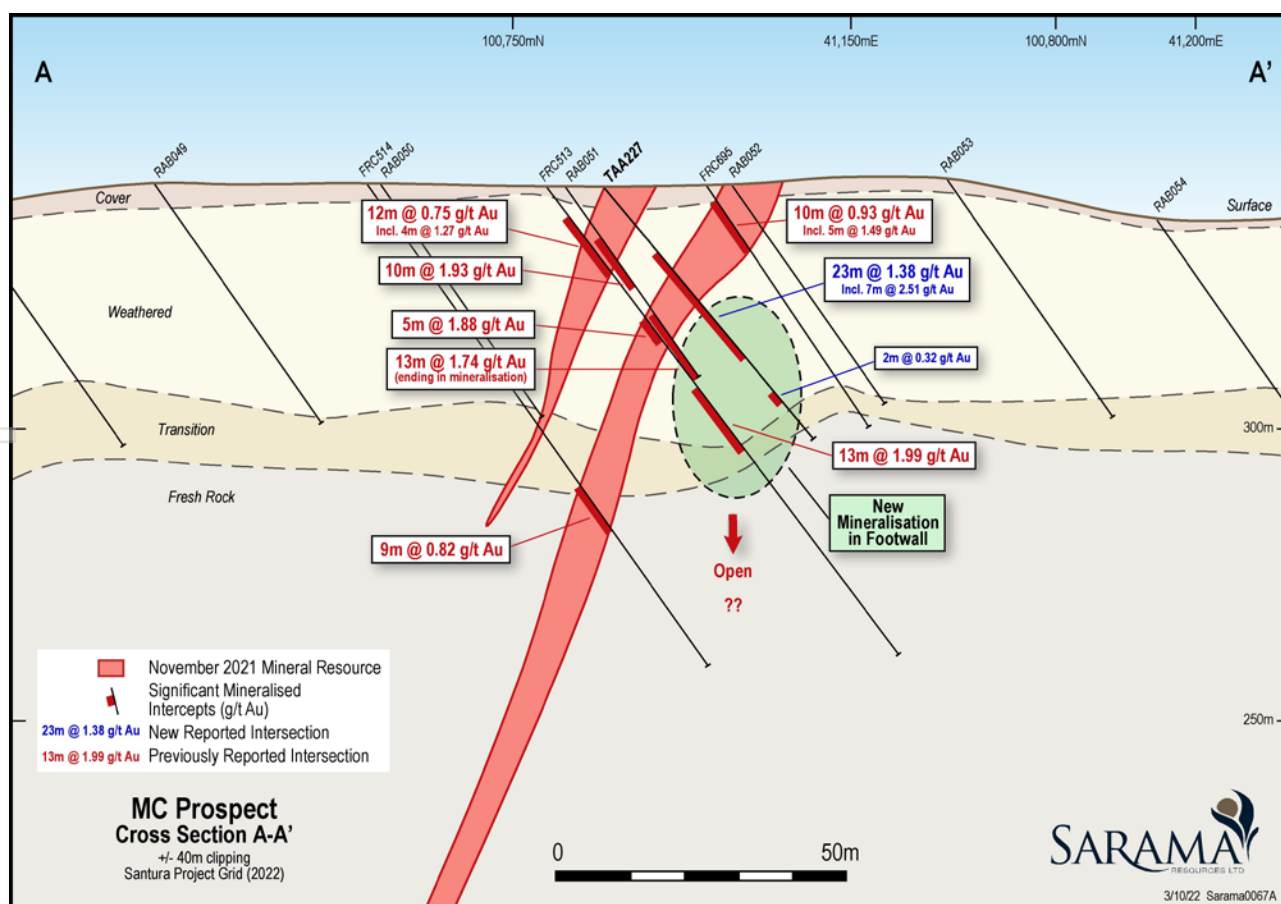 100,750mN
41,150mE
100,800mN
41,200mE
A
A'
RAB049
FRC514
RAB050
FRC513
RAB051
TAA227
FRC695
RAB052
RAB053
RAB054
Cover
Surface
12m @ 0.75 g/t Au
Incl. 4m @ 1.27 g/t Au
10m @ 0.93 g/t Au
Incl. 5m @ 1.49 g/t Au
10m @ 1.93 g/t Au
23m @ 1.38 g/t Au
Incl. 7m @ 2.51 g/t Au
Weathered
5m @ 1.88 g/t Au
13m @ 1.74 g/t Au
(ending in mineralisation)
2m @ 0.32 g/t Au
Transition
300m
13m @ 1.99 g/t Au
Fresh Rock
New
Mineralisation
in Footwall
9m @ 0.82 g/t Au
Open
??
November 2021 Mineral Resource
Significant Mineralised
Intercepts (g/t Au)
23m @ 1.38 g/t Au New Reported Intersection
13m @ 1.99 g/t Au Previously Reported Intersection
250m
MC Prospect
Cross Section A-A'
+/- 40m clipping
Santura Project Grid (2022)
0
50m
SARAMA
RESOURCES LTD
3/10/22 Sarama0067A